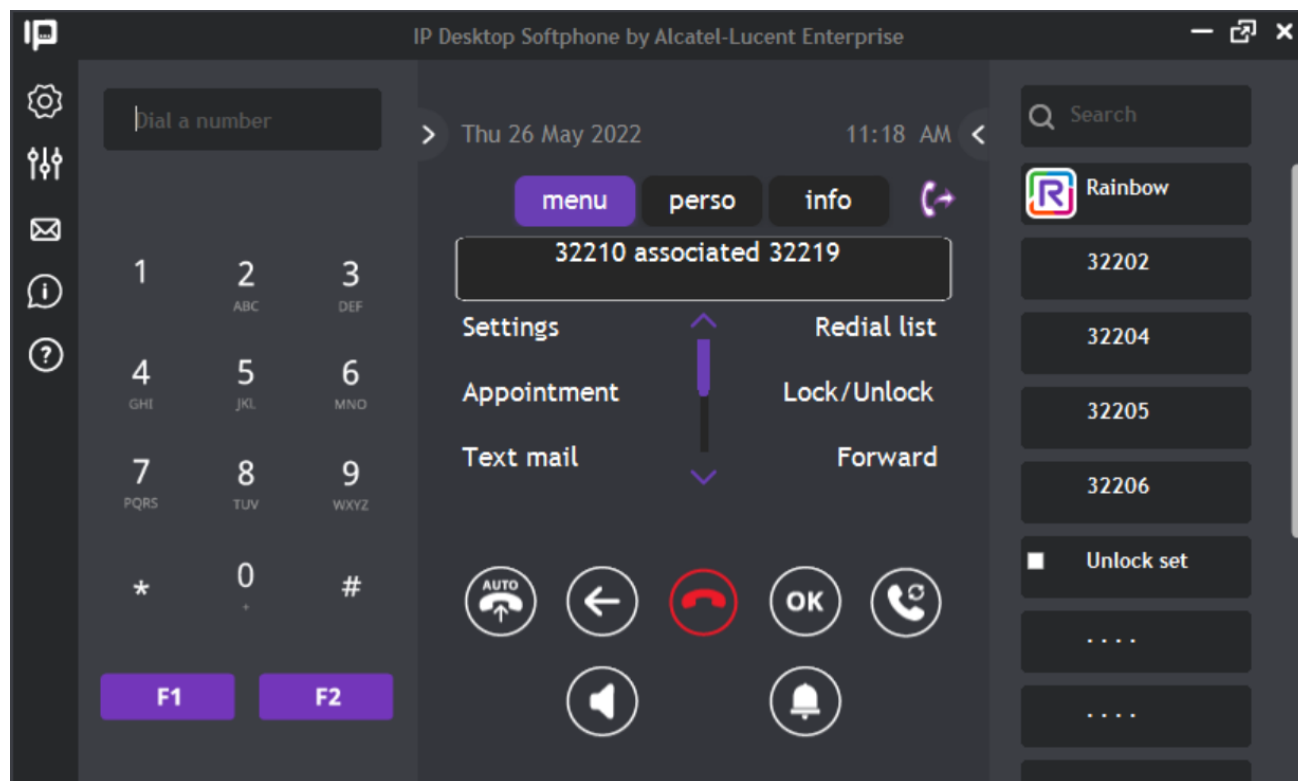 IP
IP Desktop Softphone by Alcatel-Lucent Enterprise
Dial a number
1
2
ABC
3
DEF
4
GHI
5
JKL
6
MNO
7
PQRS
8
TUV
9
WXYZ
*
0
+
#
F1
F2
Thu 26 May 2022
11:18 AM
menu
perso
info
32210 associated 32219
Settings
Redial list
Appointment
Lock/Unlock
Text mail
Forward
AUTO
OK
Search
R
Rainbow
32202
32204
32205
32206
Unlock set
. . . .
. . . .